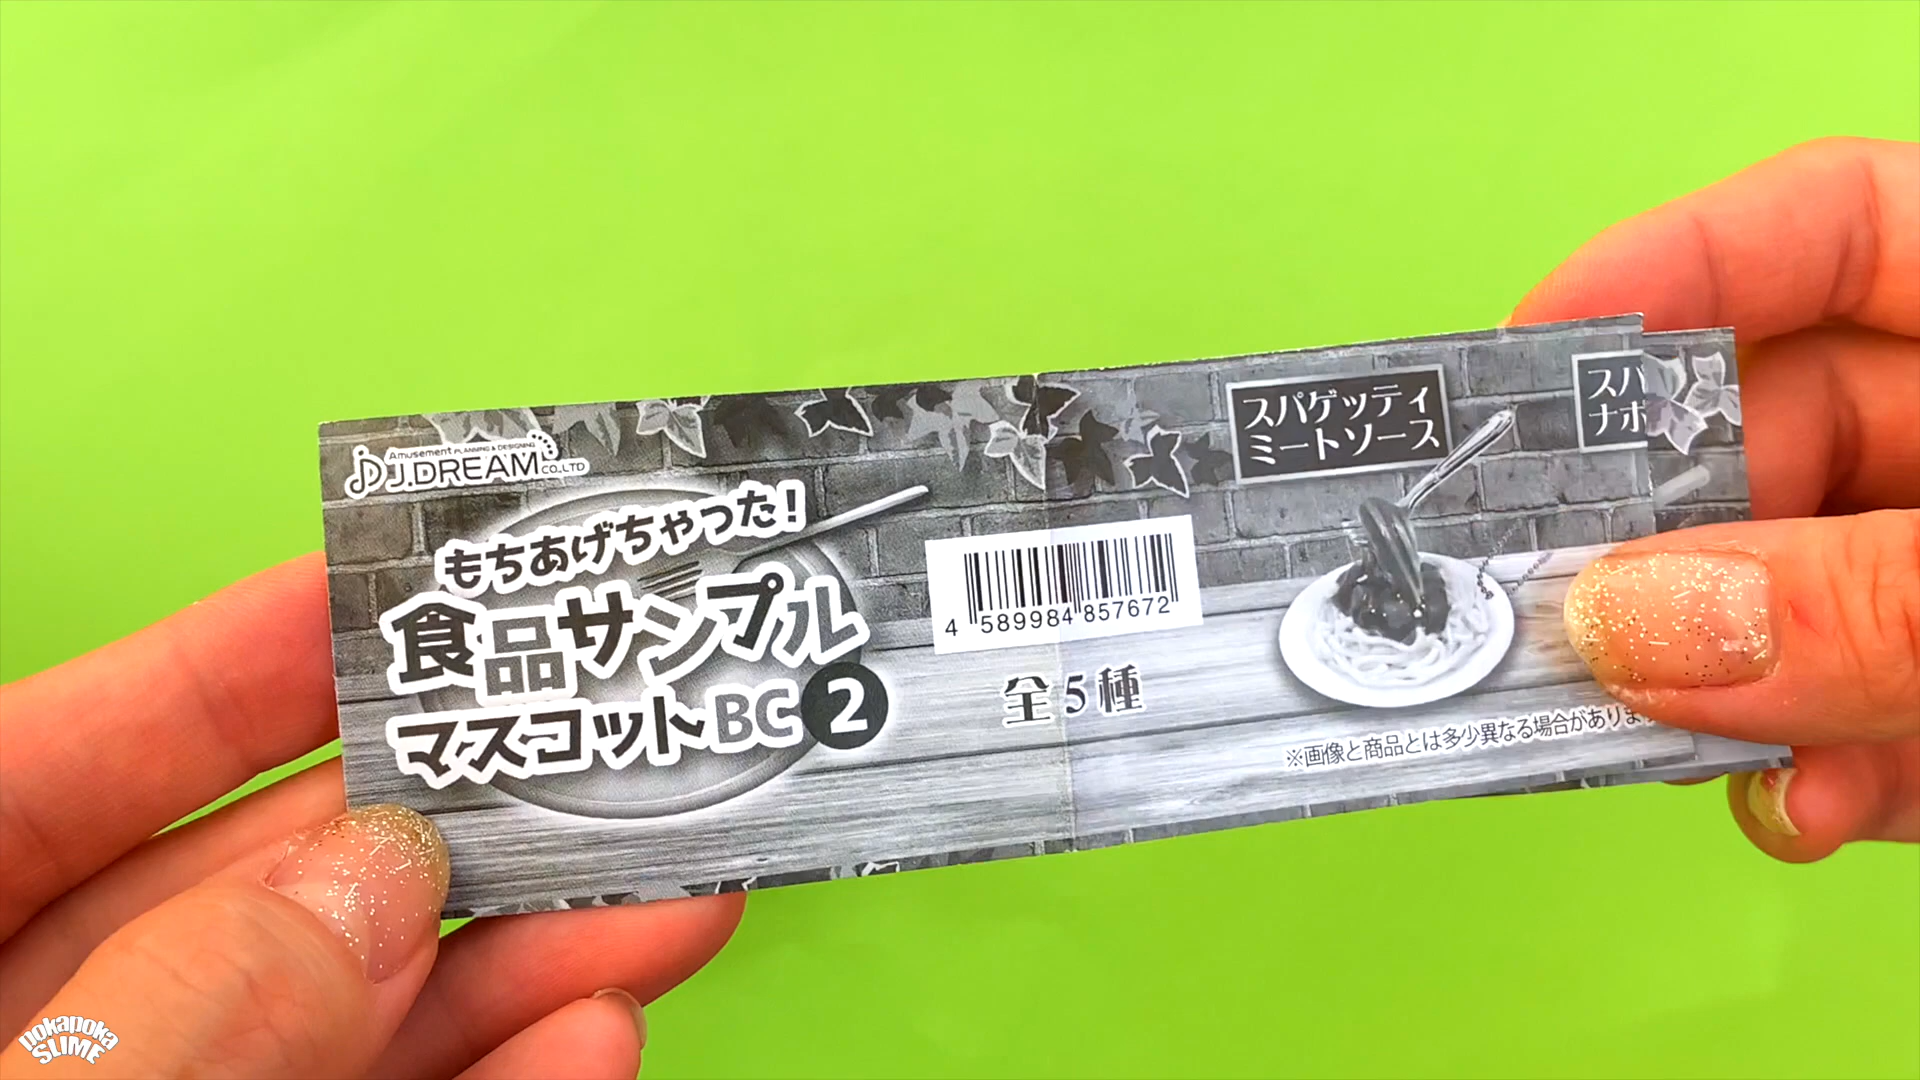 Amusement PLANNING & DESIGNING
J.DREAM CO.,LTD
もちあげちゃった!
食品サンプル
マスコットBC2
4 589984 857672
全5種
スパゲッティ
ミートソース
スパ
ナポ
※画像と商品とは多少異なる場合があります
pokapoka
SLIME